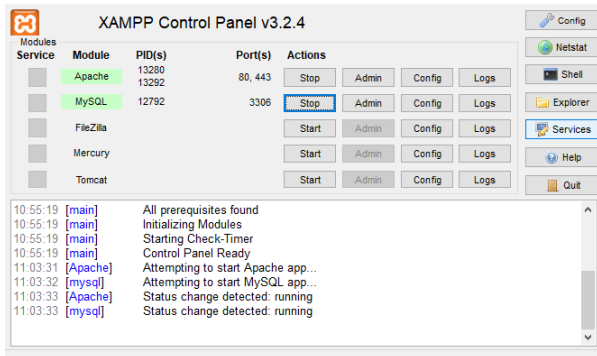 XAMPP Control Panel v3.2.4
Config
Modules
Service Module PID(s) Port(s) Actions
Netstat
Apache 13280 13292 80, 443 Stop Admin Config Logs
Shell
MySQL 12792 3306 Stop Admin Config Logs
Explorer
FileZilla Start Admin Config Logs
Services
Mercury Start Admin Config Logs
Help
Tomcat Start Admin Config Logs
Quit
10:55:19 [main] All prerequisites found
10:55:19 [main] Initializing Modules
10:55:19 [main] Starting Check-Timer
10:55:19 [main] Control Panel Ready
11:03:31 [Apache] Attempting to start Apache app...
11:03:32 [mysql] Attempting to start MySQL app...
11:03:33 [Apache] Status change detected: running
11:03:33 [mysql] Status change detected: running